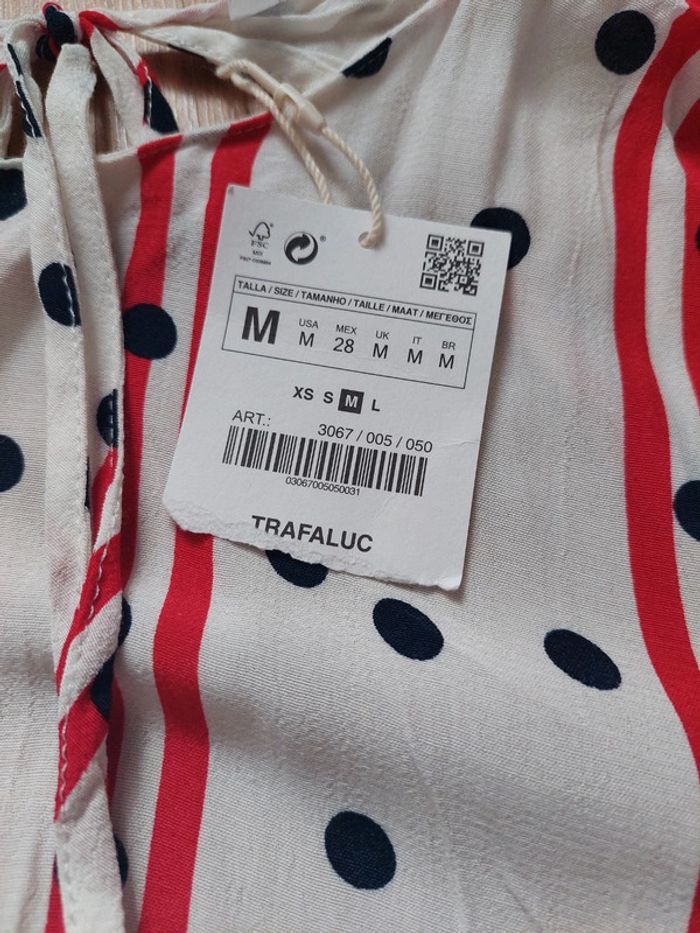 FSC
MIX
®
TALLA / SIZE / TAMANHO / TAILLE / MAAT / ΜΕΓΕΘΟΣ
M
USA MEX UK IT BR
M 28 M M M
XS S M L
ART.: 3067 / 005 / 050
03067005050031
TRAFALUC